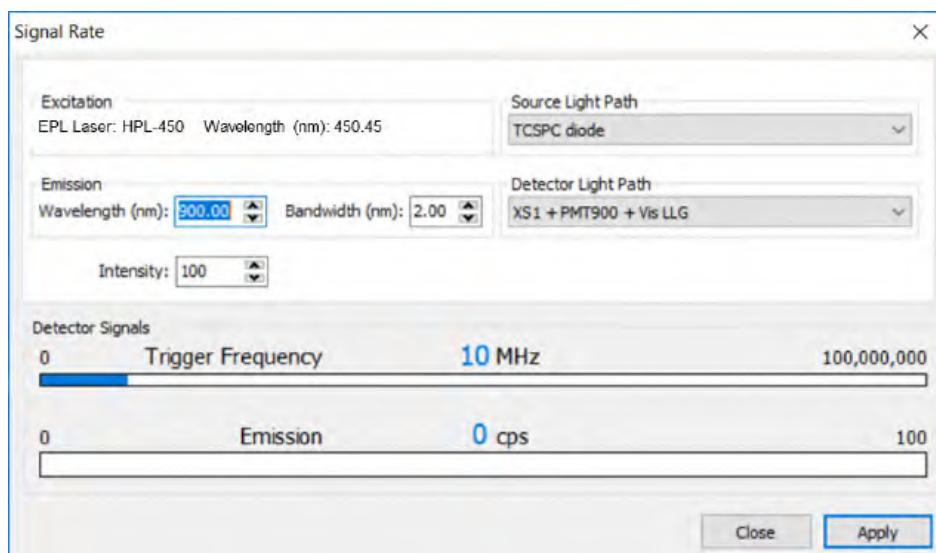 Signal Rate
Excitation
EPL Laser: HPL-450 Wavelength (nm): 450.45
Source Light Path
TCSPC diode
Emission
Wavelength (nm): 900.00 Bandwidth (nm): 2.00
Detector Light Path
XS1 + PMT900 + Vis LLG
Intensity: 100
Detector Signals
0 Trigger Frequency 10 MHz 100,000,000
0 Emission 0 cps 100
Close Apply